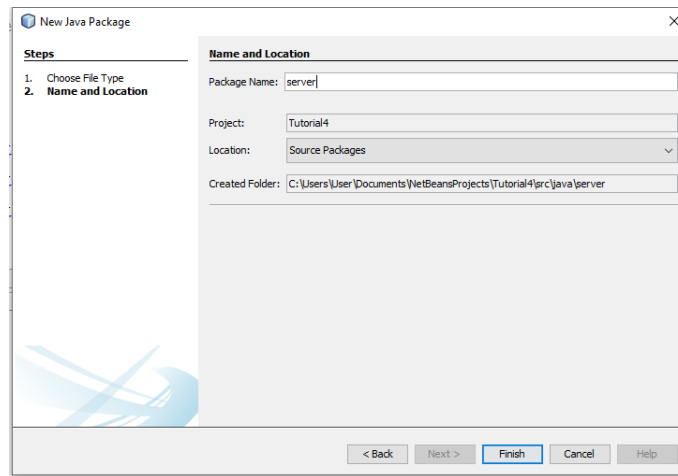 New Java Package
Steps
1. Choose File Type
2. Name and Location
Name and Location
Package Name: server
Project: Tutorial4
Location: Source Packages
Created Folder: C:\Users\User\Documents\NetBeansProjects\Tutorial4\src\java\server
< Back Next > Finish Cancel Help